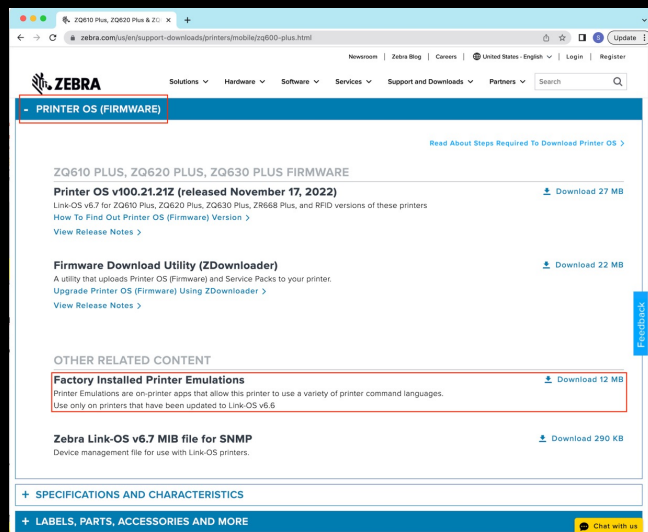 ZQ610 Plus, ZQ620 Plus & ZQ
zebra.com/us/en/support-downloads/printers/mobile/zq600-plus.html
S
Update
Newsroom | Zebra Blog | Careers | United States - English | Login | Register
ZEBRA
Solutions Hardware Software Services Support and Downloads Partners Search
- PRINTER OS (FIRMWARE)
Read About Steps Required To Download Printer OS >
ZQ610 PLUS, ZQ620 PLUS, ZQ630 PLUS FIRMWARE
Printer OS v100.21.21Z (released November 17, 2022) Download 27 MB
Link-OS v6.7 for ZQ610 Plus, ZQ620 Plus, ZQ630 Plus, ZR668 Plus, and RFID versions of these printers
How To Find Out Printer OS (Firmware) Version >
View Release Notes >
Firmware Download Utility (ZDownloader) Download 22 MB
A utility that uploads Printer OS (Firmware) and Service Packs to your printer.
Upgrade Printer OS (Firmware) Using ZDownloader >
View Release Notes >
Feedback
OTHER RELATED CONTENT
Factory Installed Printer Emulations Download 12 MB
Printer Emulations are on-printer apps that allow this printer to use a variety of printer command languages.
Use only on printers that have been updated to Link-OS v6.6
Zebra Link-OS v6.7 MIB file for SNMP Download 290 KB
Device management file for use with Link-OS printers.
+ SPECIFICATIONS AND CHARACTERISTICS
+ LABELS, PARTS, ACCESSORIES AND MORE
Chat with us